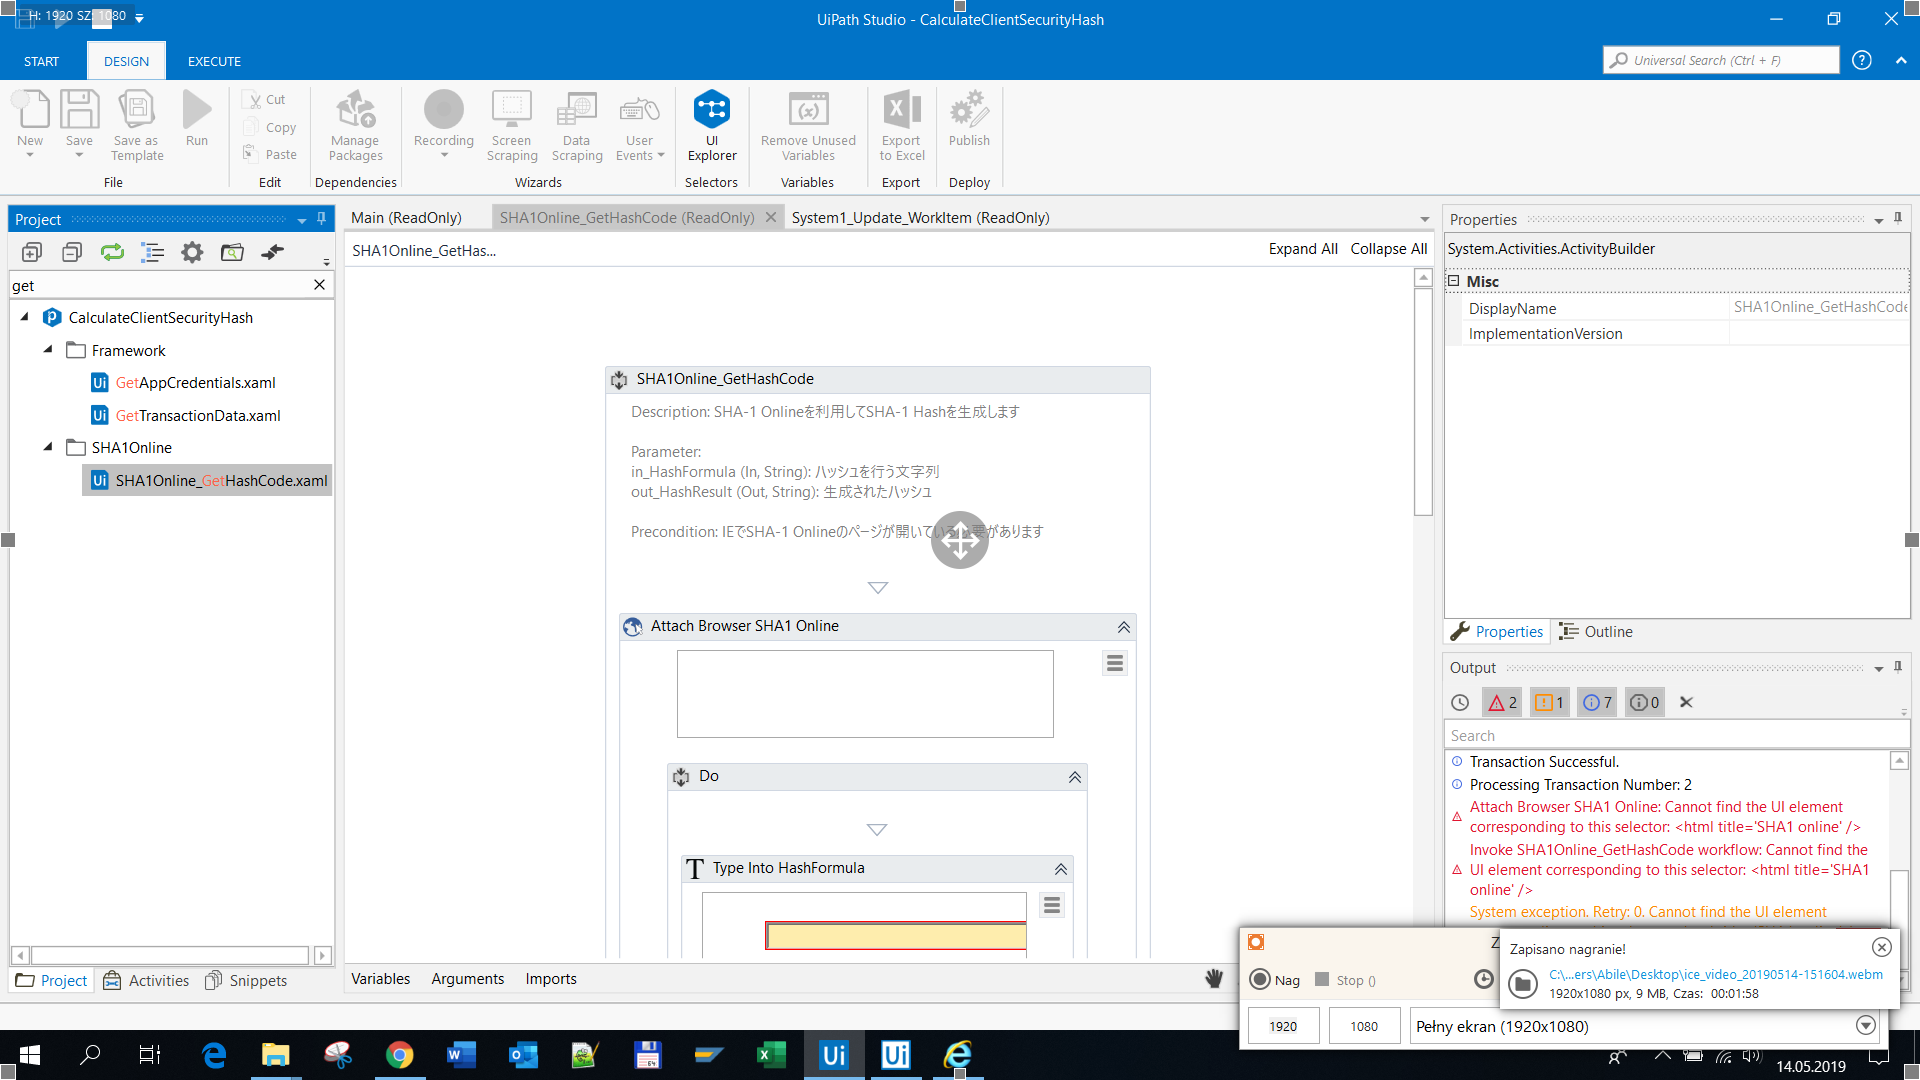 H: 1920 SZ: 1080
UiPath Studio - CalculateClientSecurityHash
START
DESIGN
EXECUTE
Universal Search (Ctrl + F)
New
Save
Save as
Template
Run
Cut
Copy
Paste
Manage
Packages
Recording
Screen
Scraping
Data
Scraping
User
Events
UI
Explorer
Remove Unused
Variables
Export
to Excel
Publish
File
Edit
Dependencies
Wizards
Selectors
Variables
Export
Deploy
Project
get
CalculateClientSecurityHash
Framework
GetAppCredentials.xaml
GetTransactionData.xaml
SHA1Online
SHA1Online_GetHashCode.xaml
Project
Activities
Snippets
Main (ReadOnly)
SHA1Online_GetHashCode (ReadOnly)
System1_Update_WorkItem (ReadOnly)
SHA1Online_GetHas...
Expand All
Collapse All
SHA1Online_GetHashCode
Description: SHA-1 Onlineを利用してSHA-1 Hashを生成します
Parameter:
in_HashFormula (In, String): ハッシュを行う文字列
out_HashResult (Out, String): 生成されたハッシュ
Precondition: IEでSHA-1 Onlineのページが開いている必要があります
Attach Browser SHA1 Online
Do
T Type Into HashFormula
Variables
Arguments
Imports
Properties
System.Activities.ActivityBuilder
Misc
DisplayName
SHA1Online_GetHashCode
ImplementationVersion
Properties
Outline
Output
2
1
7
0
Search
Transaction Successful.
Processing Transaction Number: 2
Attach Browser SHA1 Online: Cannot find the UI element
corresponding to this selector: <html title='SHA1 online' />
Invoke SHA1Online_GetHashCode workflow: Cannot find the
UI element corresponding to this selector: <html title='SHA1
online' />
System exception. Retry: 0. Cannot find the UI element
Z
Nag
Stop ()
Zapisano nagranie!
C:\...ers\Abile\Desktop\ice_video_20190514-151604.webm
1920x1080 px, 9 MB, Czas: 00:01:58
1920
1080
Pełny ekran (1920x1080)
Ui
Ui
64
14.05.2019